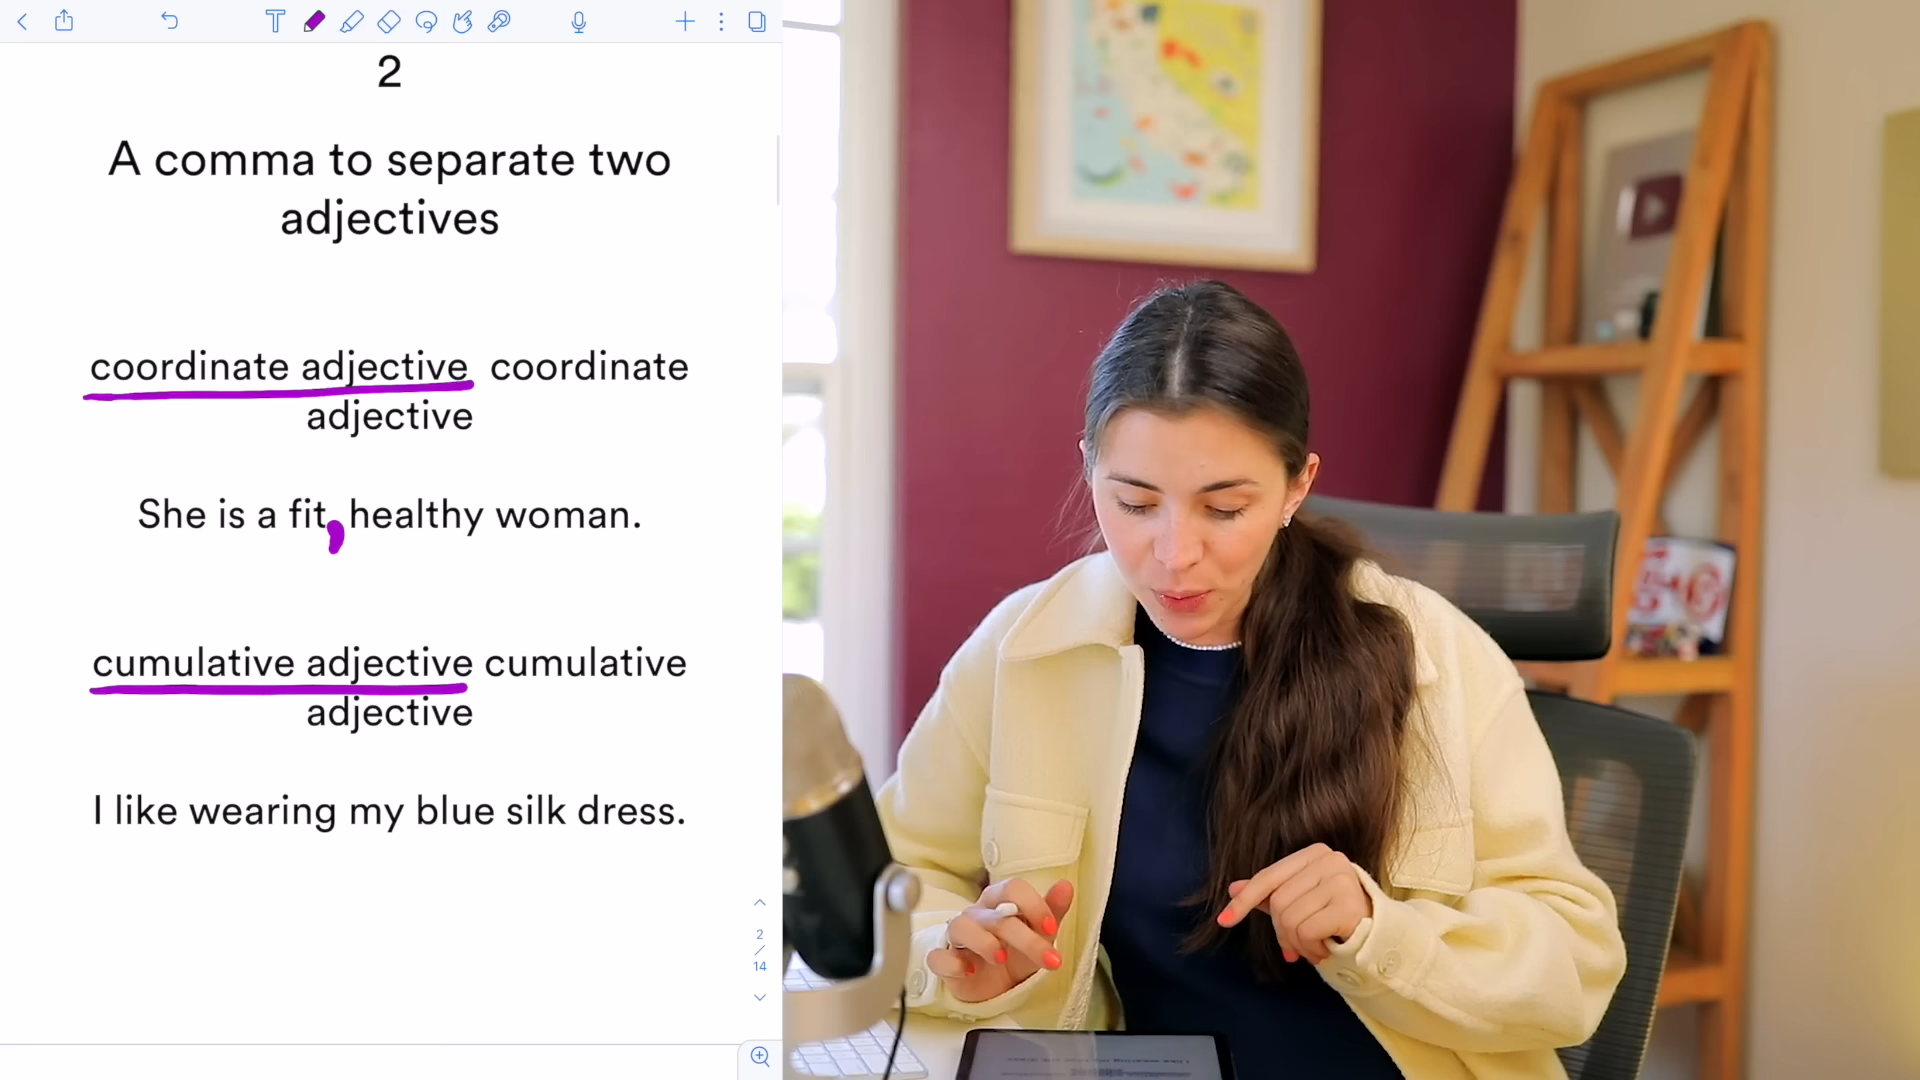 2
A comma to separate two
adjectives
coordinate adjective coordinate
adjective
She is a fit, healthy woman.
cumulative adjective cumulative
adjective
I like wearing my blue silk dress.
2
/
14